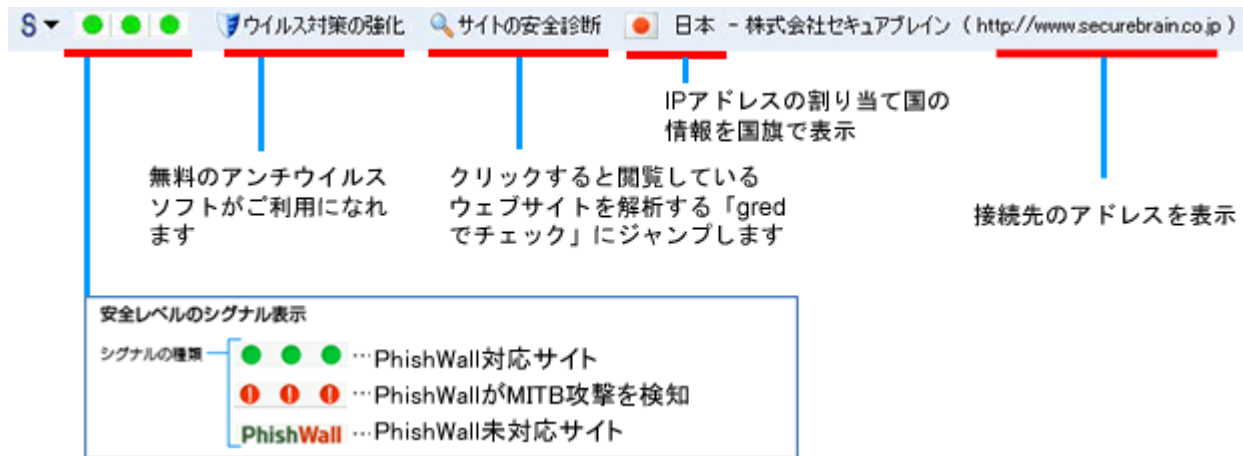 S ウイルス対策の強化 サイトの安全診断 日本 - 株式会社セキュアブレイン ( http://www.securebrain.co.jp )
IPアドレスの割り当て国の
情報を国旗で表示
無料のアンチウイルス
ソフトがご利用になれ
ます
クリックすると閲覧している
ウェブサイトを解析する「gred
でチェック」にジャンプします
接続先のアドレスを表示
安全レベルのシグナル表示
シグナルの種類
…PhishWall対応サイト
…PhishWallがMITB攻撃を検知
PhishWall …PhishWall未対応サイト